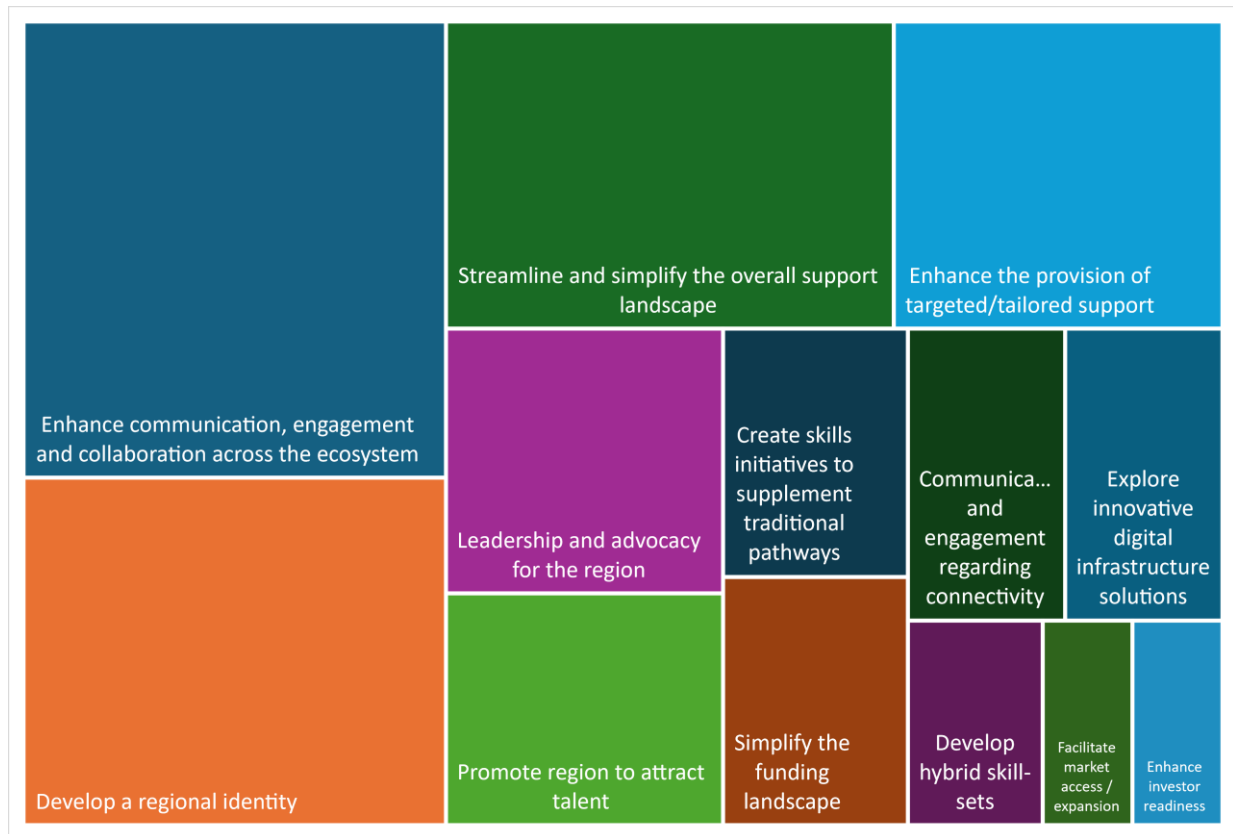 Enhance communication, engagement
and collaboration across the ecosystem
Develop a regional identity
Streamline and simplify the overall support
landscape
Enhance the provision of
targeted/tailored support
Leadership and advocacy
for the region
Promote region to attract
talent
Create skills
initiatives to
supplement
traditional
pathways
Simplify the
funding
landscape
Communica...
and
engagement
regarding
connectivity
Explore
innovative
digital
infrastructure
solutions
Develop
hybrid skill-
sets
Facilitate
market
access /
expansion
Enhance
investor
readiness